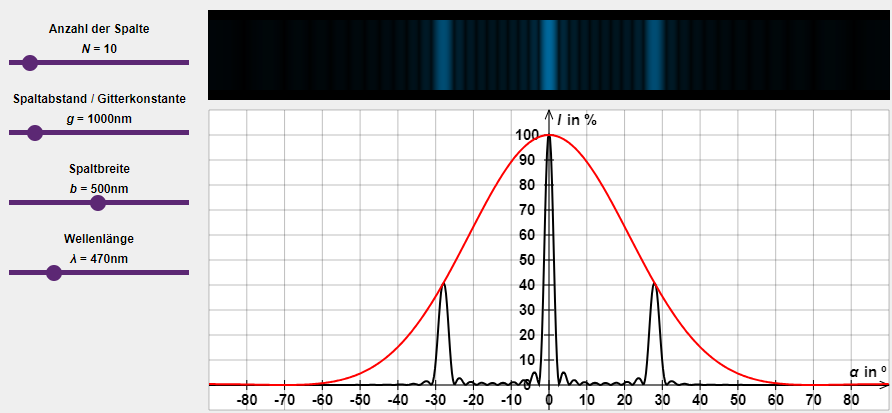 Anzahl der Spalte
N = 10
Spaltabstand / Gitterkonstante
g = 1000nm
Spaltbreite
b = 500nm
Wellenlänge
λ = 470nm
I in %
100
90
80
70
60
50
40
30
20
10
0
α in º
-80 -70 -60 -50 -40 -30 -20 -10 0 10 20 30 40 50 60 70 80